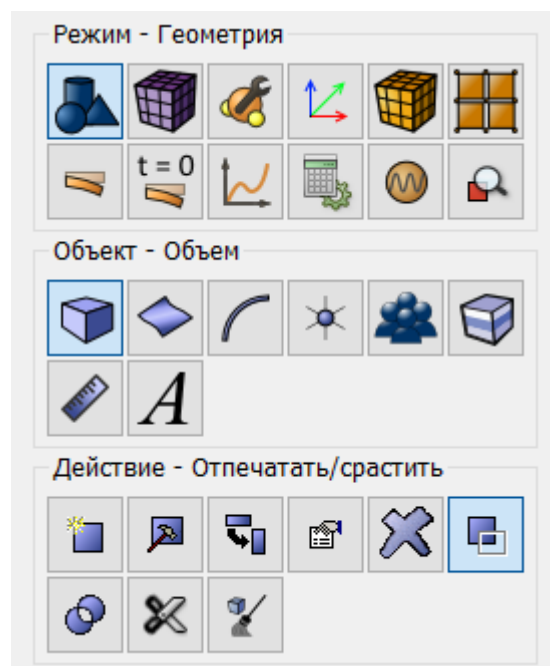 Режим - Геометрия
t = 0
Объект - Объем
A
Действие - Отпечатать/срастить